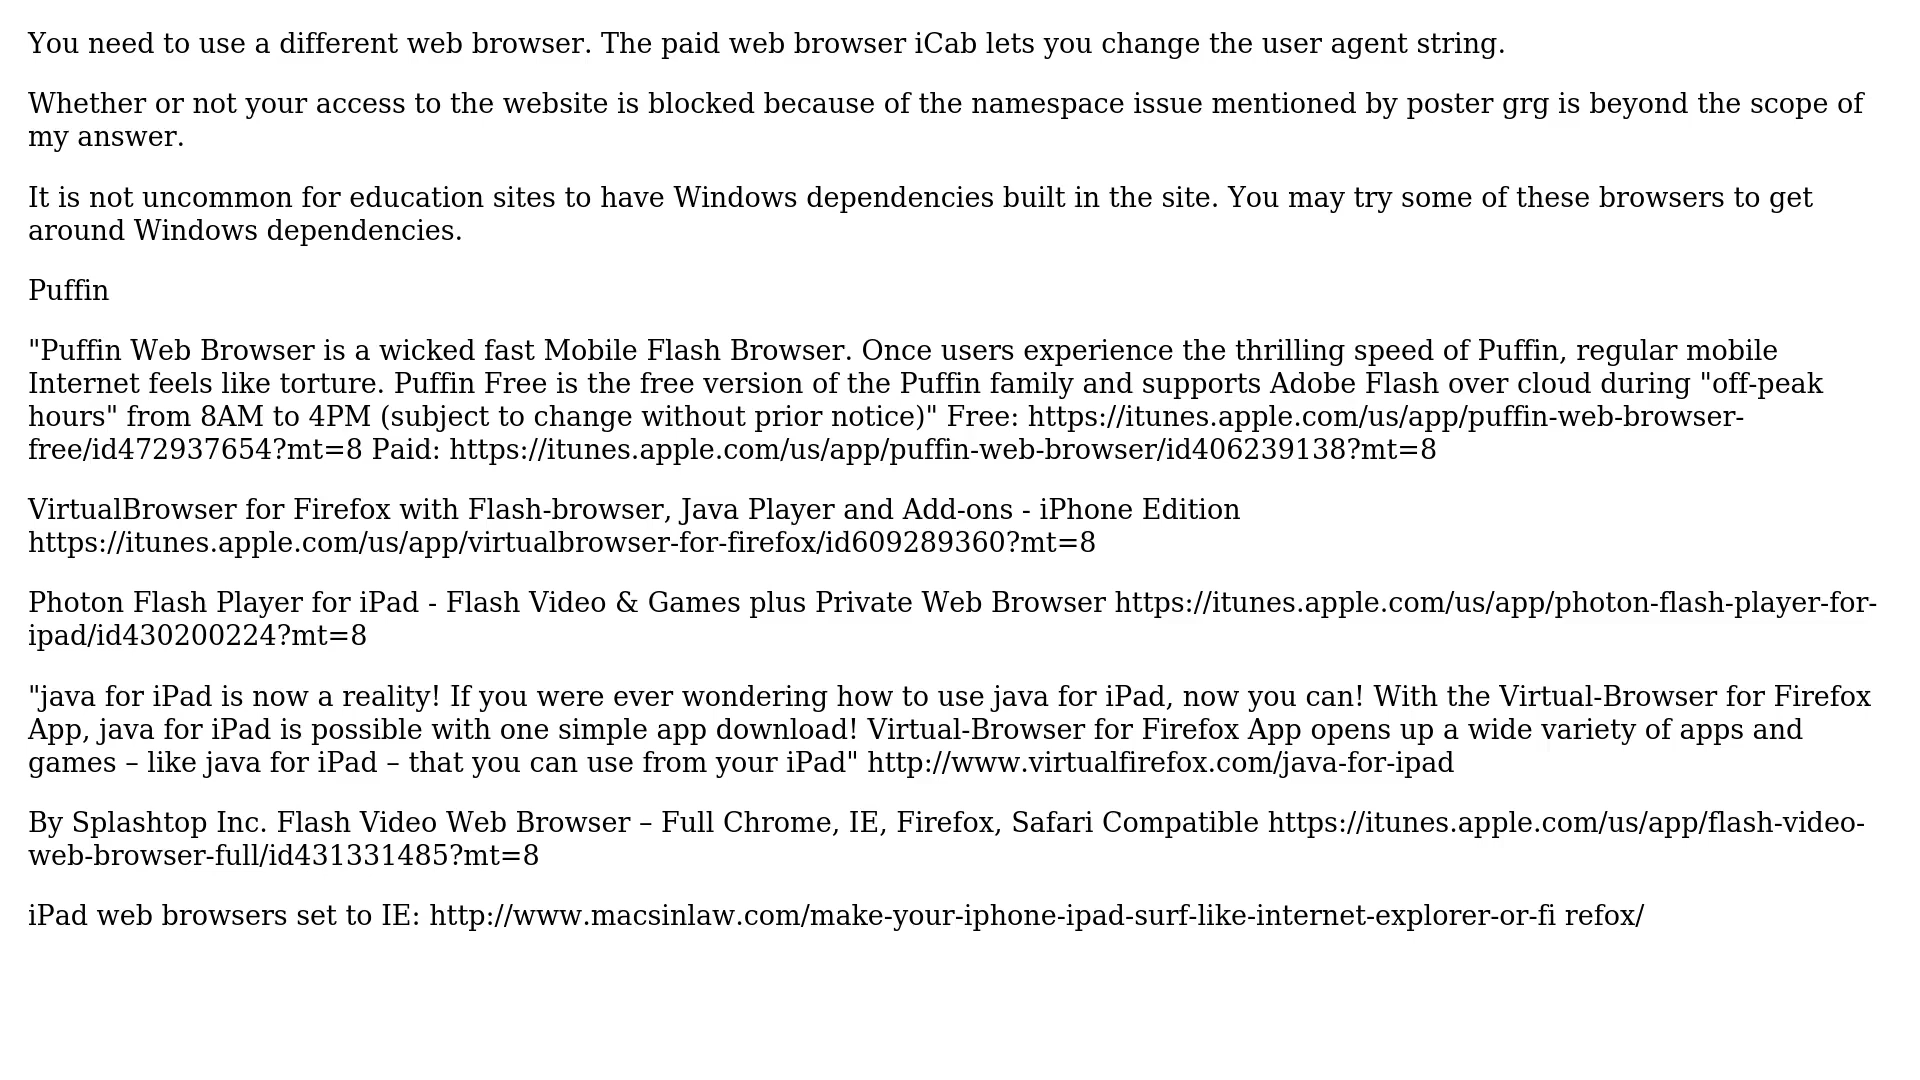 You need to use a different web browser. The paid web browser iCab lets you change the user agent string.
Whether or not your access to the website is blocked because of the namespace issue mentioned by poster grg is beyond the scope of
my answer.
It is not uncommon for education sites to have Windows dependencies built in the site. You may try some of these browsers to get
around Windows dependencies.
Puffin
"Puffin Web Browser is a wicked fast Mobile Flash Browser. Once users experience the thrilling speed of Puffin, regular mobile
Internet feels like torture. Puffin Free is the free version of the Puffin family and supports Adobe Flash over cloud during "off-peak
hours" from 8AM to 4PM (subject to change without prior notice)" Free: https://itunes.apple.com/us/app/puffin-web-browser-
free/id472937654?mt=8 Paid: https://itunes.apple.com/us/app/puffin-web-browser/id406239138?mt=8
VirtualBrowser for Firefox with Flash-browser, Java Player and Add-ons - iPhone Edition
https://itunes.apple.com/us/app/virtualbrowser-for-firefox/id609289360?mt=8
Photon Flash Player for iPad - Flash Video & Games plus Private Web Browser https://itunes.apple.com/us/app/photon-flash-player-for-
ipad/id430200224?mt=8
"java for iPad is now a reality! If you were ever wondering how to use java for iPad, now you can! With the Virtual-Browser for Firefox
App, java for iPad is possible with one simple app download! Virtual-Browser for Firefox App opens up a wide variety of apps and
games – like java for iPad – that you can use from your iPad" http://www.virtualfirefox.com/java-for-ipad
By Splashtop Inc. Flash Video Web Browser – Full Chrome, IE, Firefox, Safari Compatible https://itunes.apple.com/us/app/flash-video-
web-browser-full/id431331485?mt=8
iPad web browsers set to IE: http://www.macsinlaw.com/make-your-iphone-ipad-surf-like-internet-explorer-or-fi refox/